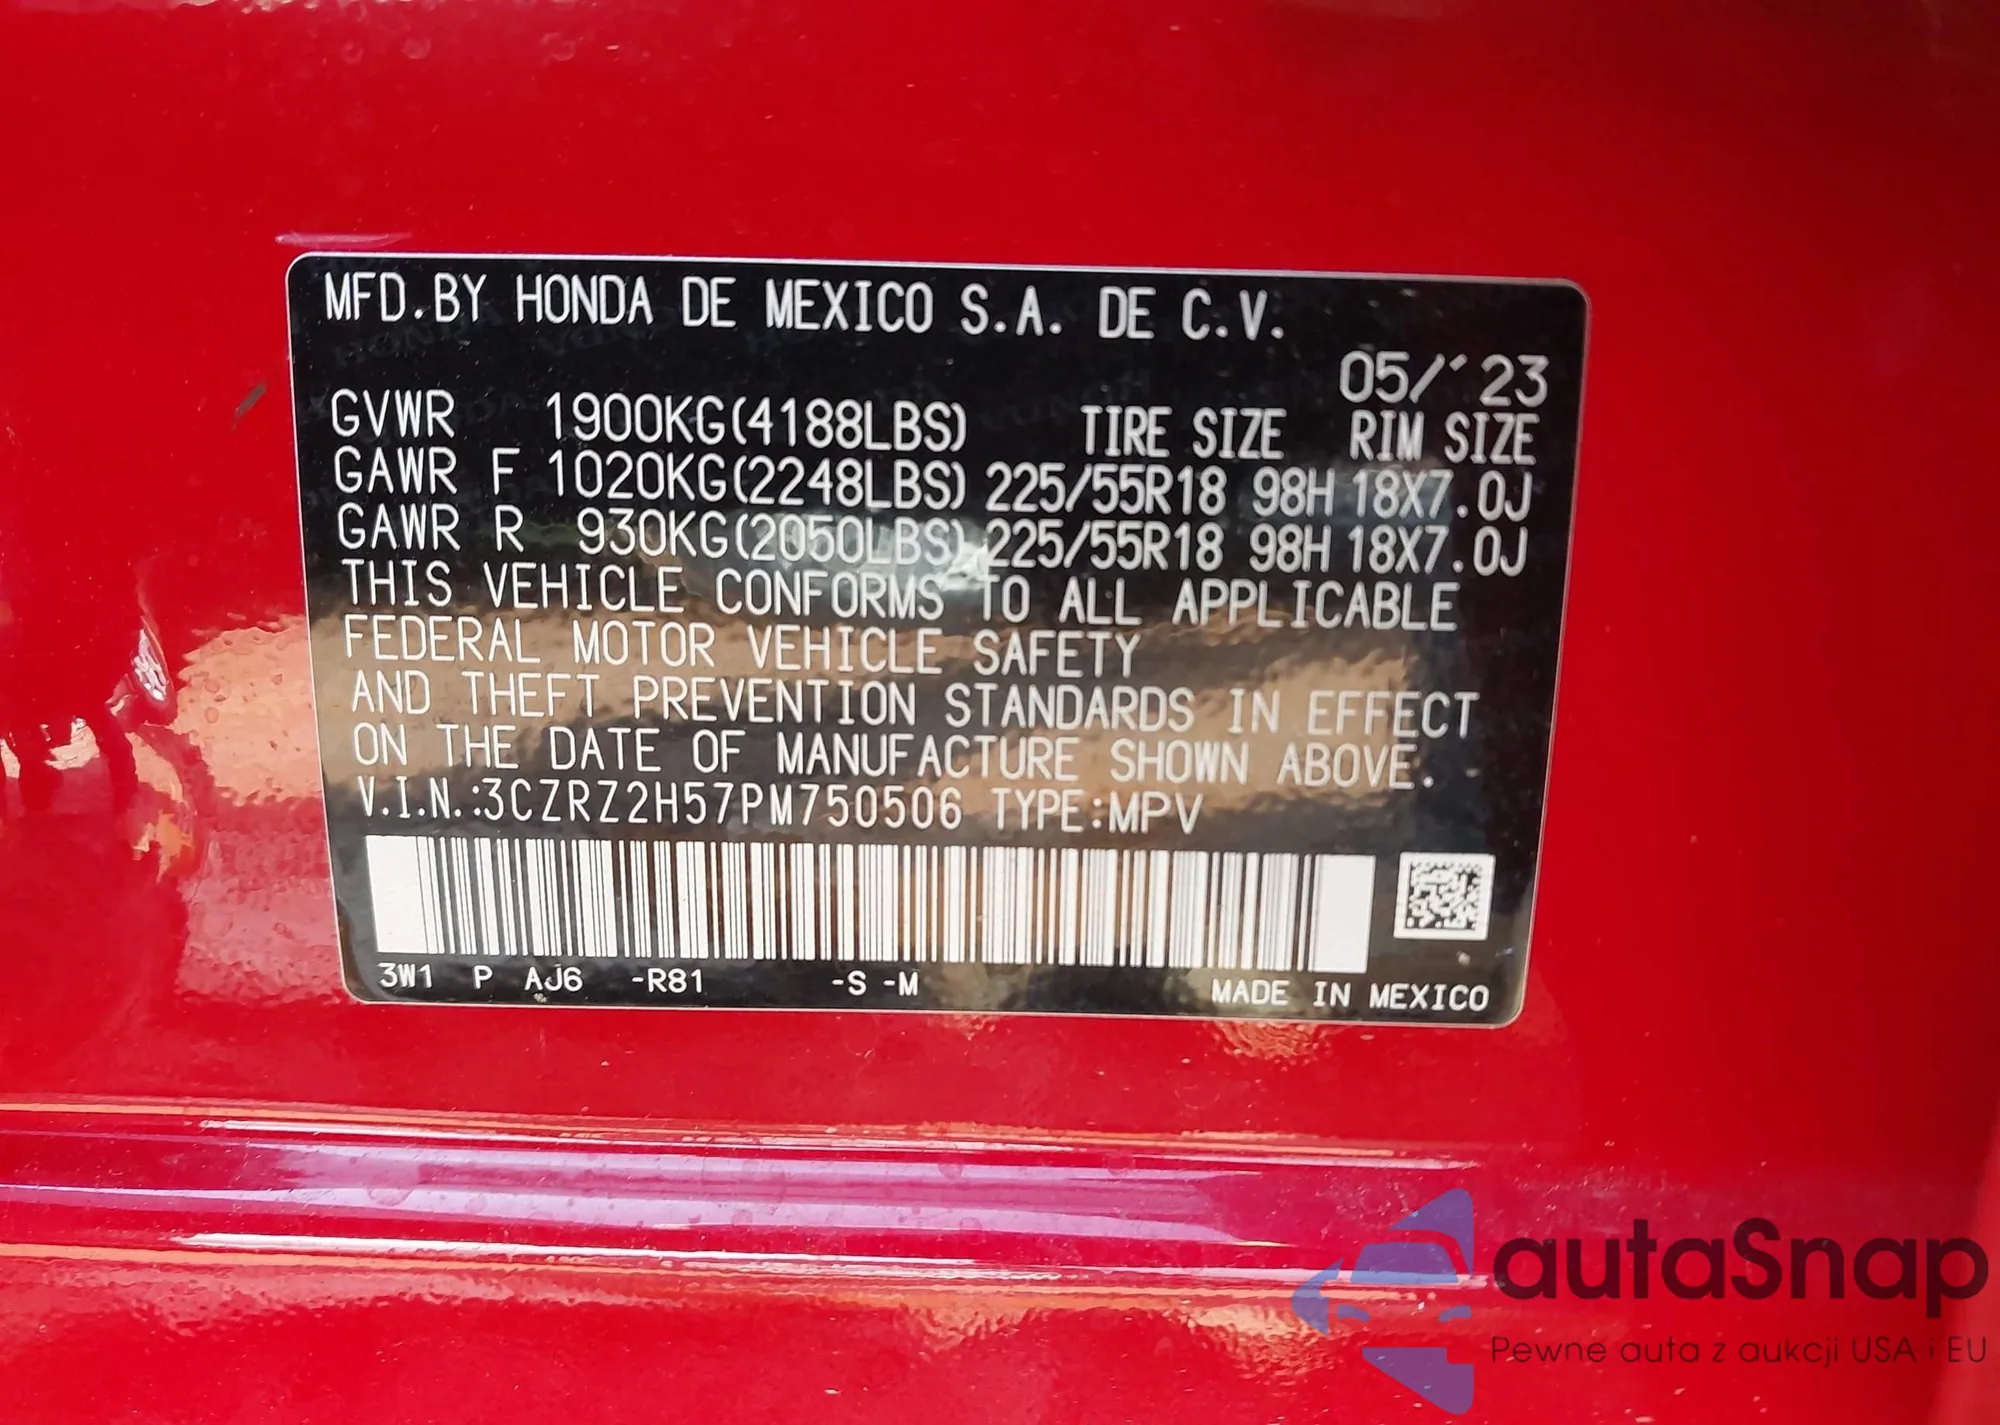 MFD.BY HONDA DE MEXICO S.A. DE C.V.
05/'23
GVWR 1900KG(4188LBS) TIRE SIZE RIM SIZE
GAWR F 1020KG(2248LBS) 225/55R18 98H 18X7.0J
GAWR R 930KG(2050LBS) 225/55R18 98H 18X7.0J
THIS VEHICLE CONFORMS TO ALL APPLICABLE
FEDERAL MOTOR VEHICLE SAFETY
AND THEFT PREVENTION STANDARDS IN EFFECT
ON THE DATE OF MANUFACTURE SHOWN ABOVE.
V.I.N.:3CZRZ2H57PM750506 TYPE:MPV
3W1 P AJ6 -R81 -S -M MADE IN MEXICO
autaSnap
Pewne auta z aukcji USA i EU